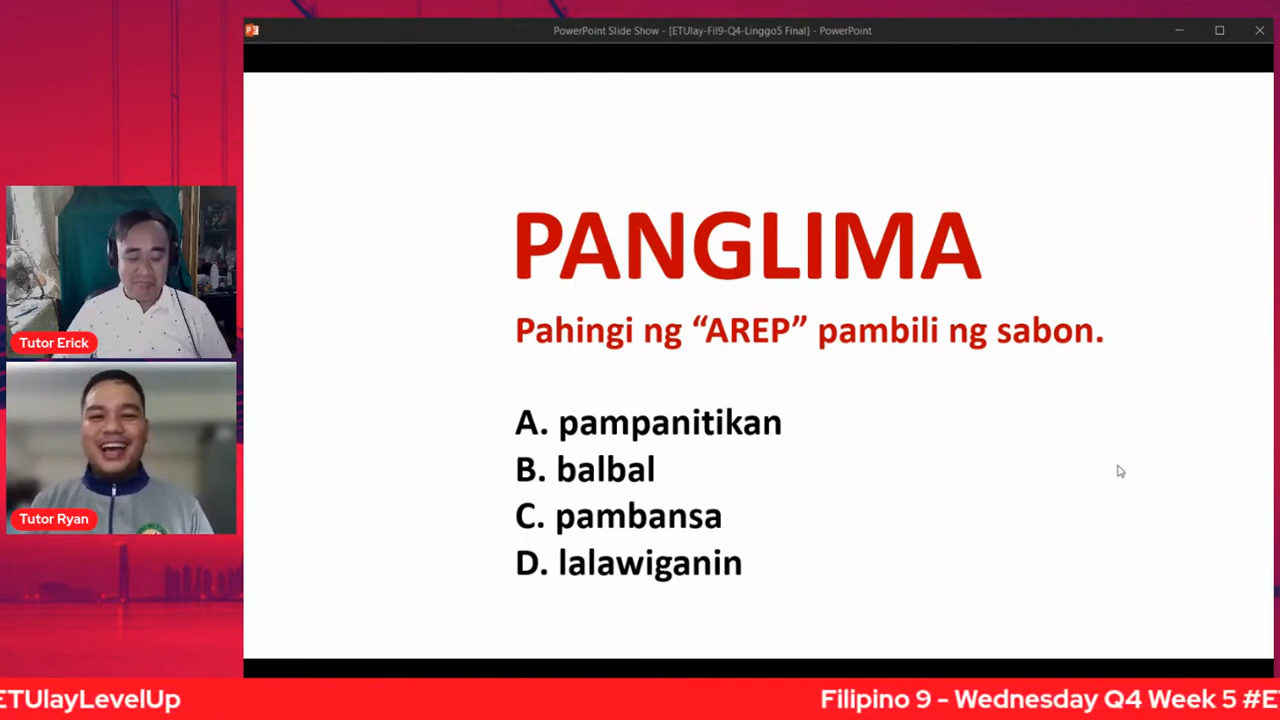 PowerPoint Slide Show - [ETUlay-Fil9-Q4-Linggo5 Final] - PowerPoint
PANGLIMA
Pahingi ng “AREP” pambili ng sabon.
A. pampanitikan
B. balbal
C. pambansa
D. lalawiganin
Tutor Erick
Tutor Ryan
ETUlayLevelUp
Filipino 9 - Wednesday Q4 Week 5 #E